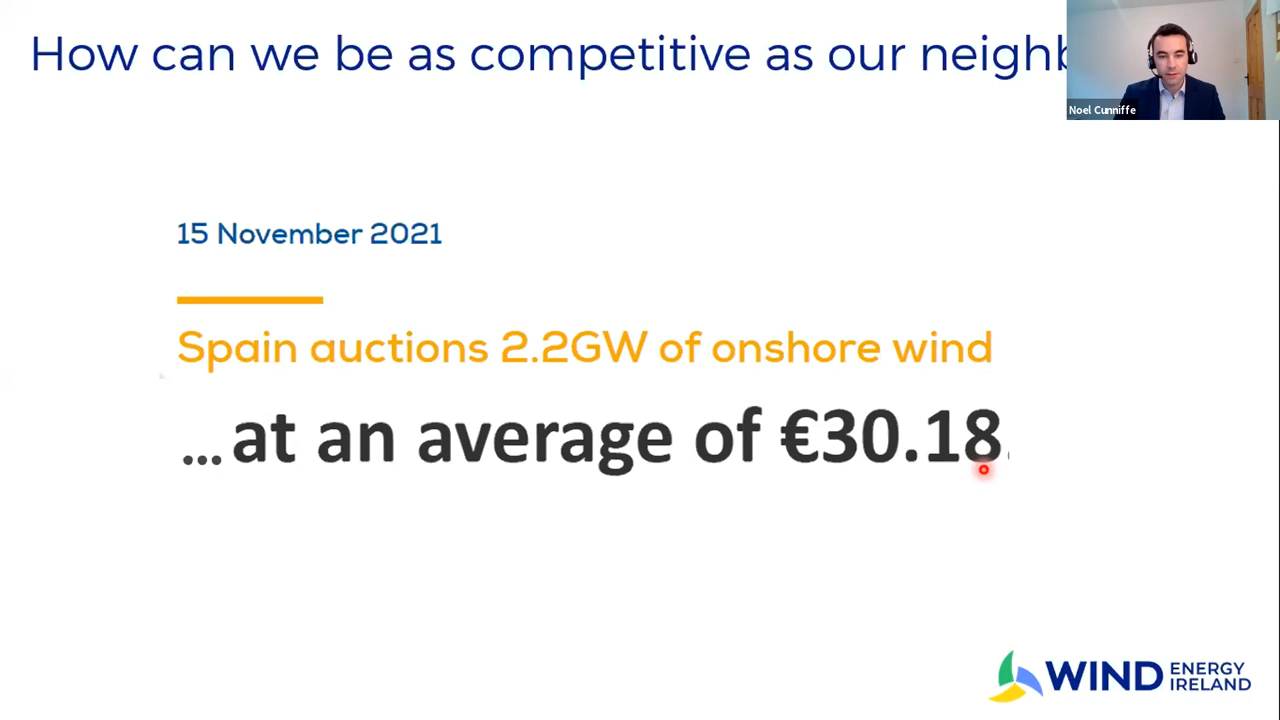 How can we be as competitive as our neighb
Noel Cunniffe
15 November 2021
Spain auctions 2.2GW of onshore wind
...at an average of €30.18.
WIND ENERGY
IRELAND